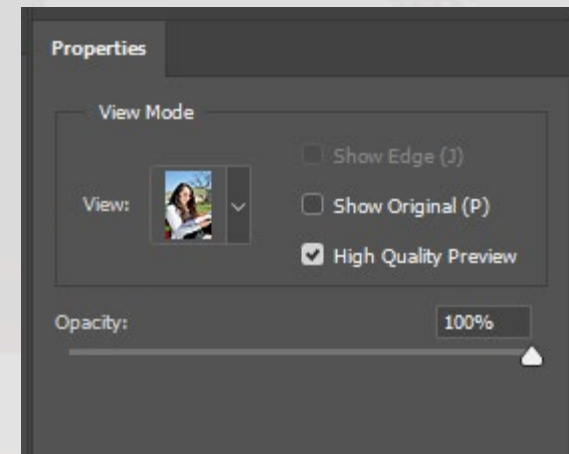 Properties
View Mode
Show Edge (J)
View:
Show Original (P)
High Quality Preview
Opacity:
100%